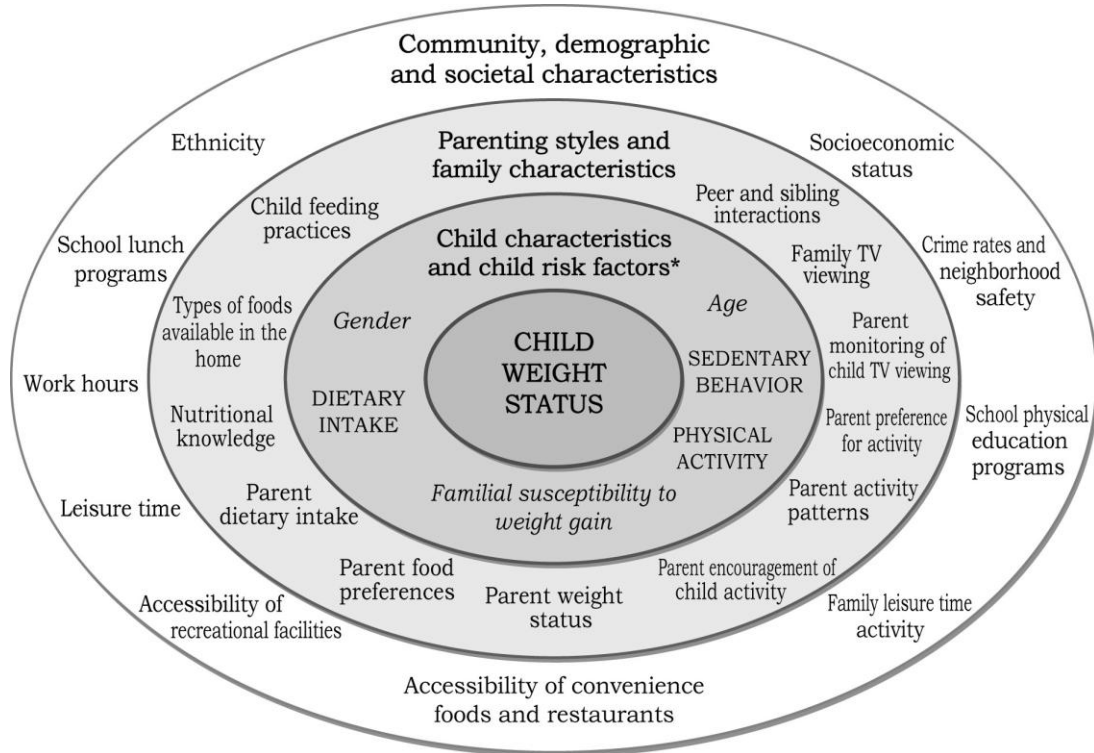 Community, demographic
and societal characteristics
Ethnicity
Socioeconomic
status
School lunch
programs
Crime rates and
neighborhood
safety
Work hours
School physical
education
programs
Leisure time
Accessibility of
recreational facilities
Family leisure time
activity
Accessibility of convenience
foods and restaurants
Parenting styles and
family characteristics
Child feeding
practices
Peer and sibling
interactions
Family TV
viewing
Types of foods
available in the
home
Parent
monitoring of
child TV viewing
Nutritional
knowledge
Parent preference
for activity
Parent
dietary intake
Parent activity
patterns
Parent food
preferences
Parent weight
status
Parent encouragement of
child activity
Child characteristics
and child risk factors*
Gender
Age
DIETARY
INTAKE
SEDENTARY
BEHAVIOR
PHYSICAL
ACTIVITY
Familial susceptibility to
weight gain
CHILD
WEIGHT
STATUS